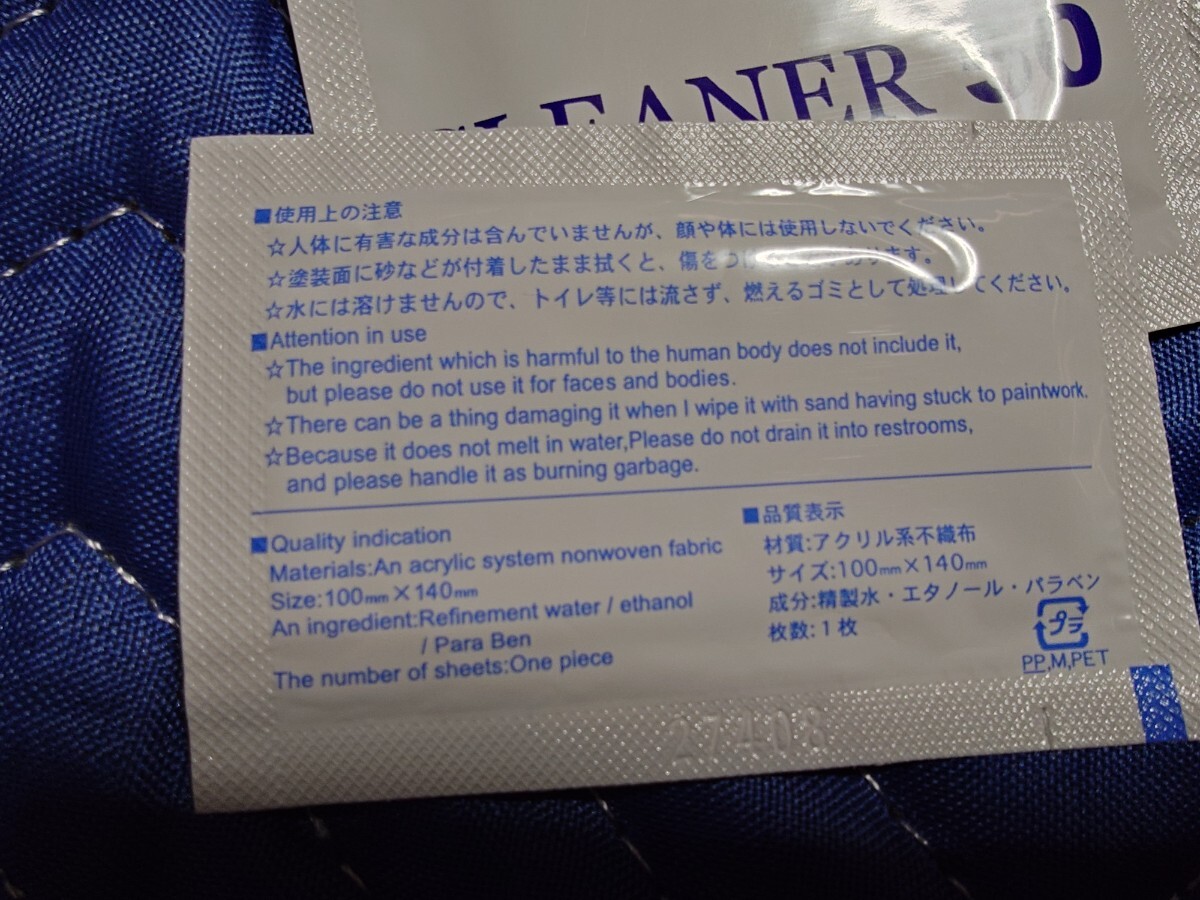 CLEANER 50
■使用上の注意
☆人体に有害な成分は含んでいませんが、顔や体には使用しないでください。
☆塗装面に砂などが付着したまま拭くと、傷をつけ あります。
☆水には溶けませんので、トイレ等には流さず、燃えるゴミとして処理してください。
■Attention in use
☆The ingredient which is harmful to the human body does not include it,
but please do not use it for faces and bodies.
☆There can be a thing damaging it when I wipe it with sand having stuck to paintwork.
☆Because it does not melt in water,Please do not drain it into restrooms,
and please handle it as burning garbage.
■Quality indication
Materials:An acrylic system nonwoven fabric
Size:100mm×140mm
An ingredient:Refinement water / ethanol
/ Para Ben
The number of sheets:One piece
■品質表示
材質:アクリル系不織布
サイズ:100mm×140mm
成分:精製水・エタノール・パラベン
枚数:1枚
プラ
PP,M,PET
27408